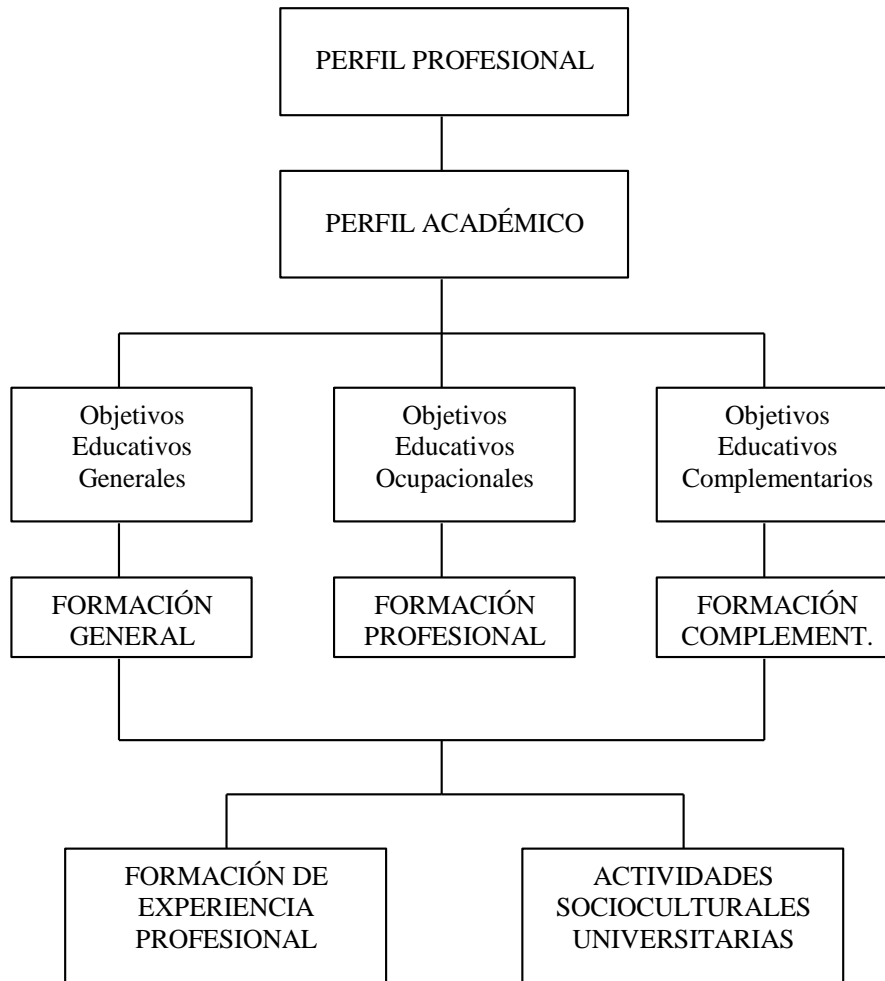 PERFIL PROFESIONAL
PERFIL ACADÉMICO
Objetivos
Educativos
Generales
Objetivos
Educativos
Ocupacionales
Objetivos
Educativos
Complementarios
FORMACIÓN
GENERAL
FORMACIÓN
PROFESIONAL
FORMACIÓN
COMPLEMENT.
FORMACIÓN DE
EXPERIENCIA
PROFESIONAL
ACTIVIDADES
SOCIOCULTURALES
UNIVERSITARIAS